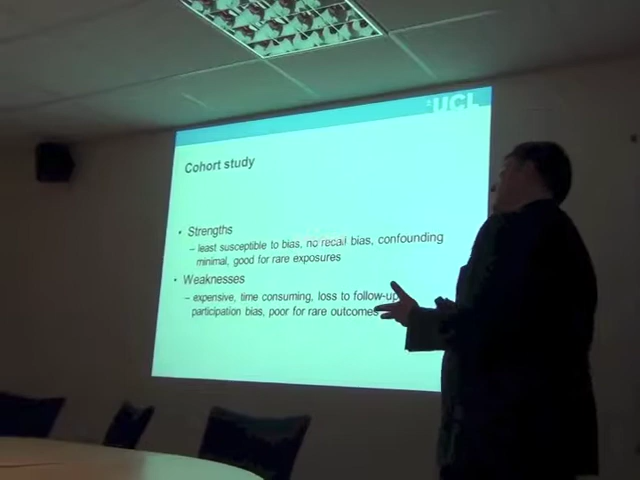 UCL
Cohort study
• Strengths
– least susceptible to bias, no recall bias, confounding
minimal, good for rare exposures
• Weaknesses
– expensive, time consuming, loss to follow-up
participation bias, poor for rare outcomes